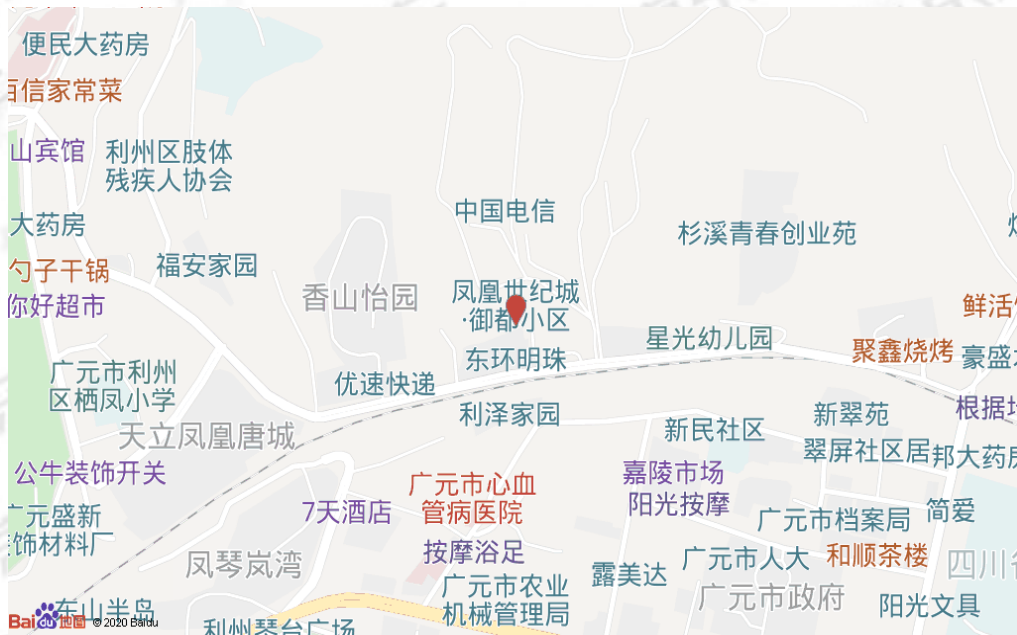 便民大药房
百信家常菜
山宾馆
利州区肢体
残疾人协会
大药房
中国电信
杉溪青春创业苑
勺子干锅
福安家园
你好超市
香山怡园
凤凰世纪城
·御都小区
鲜活
星光幼儿园
聚鑫烧烤
豪盛
东环明珠
广元市利州
区栖凤小学
优速快递
利泽家园
根据地
新翠苑
天立凤凰唐城
新民社区
翠屏社区居
邦大药房
公牛装饰开关
嘉陵市场
广元市心血
管病医院
7天酒店
阳光按摩
广元盛新
装饰材料厂
广元市档案局
简爱
按摩浴足
凤琴岚湾
广元市人大
和顺茶楼
四川省
露美达
广元市农业
机械管理局
广元市政府
阳光文具
东山半岛
利州琴台广场
Bai du 地图
© 2020 Baidu